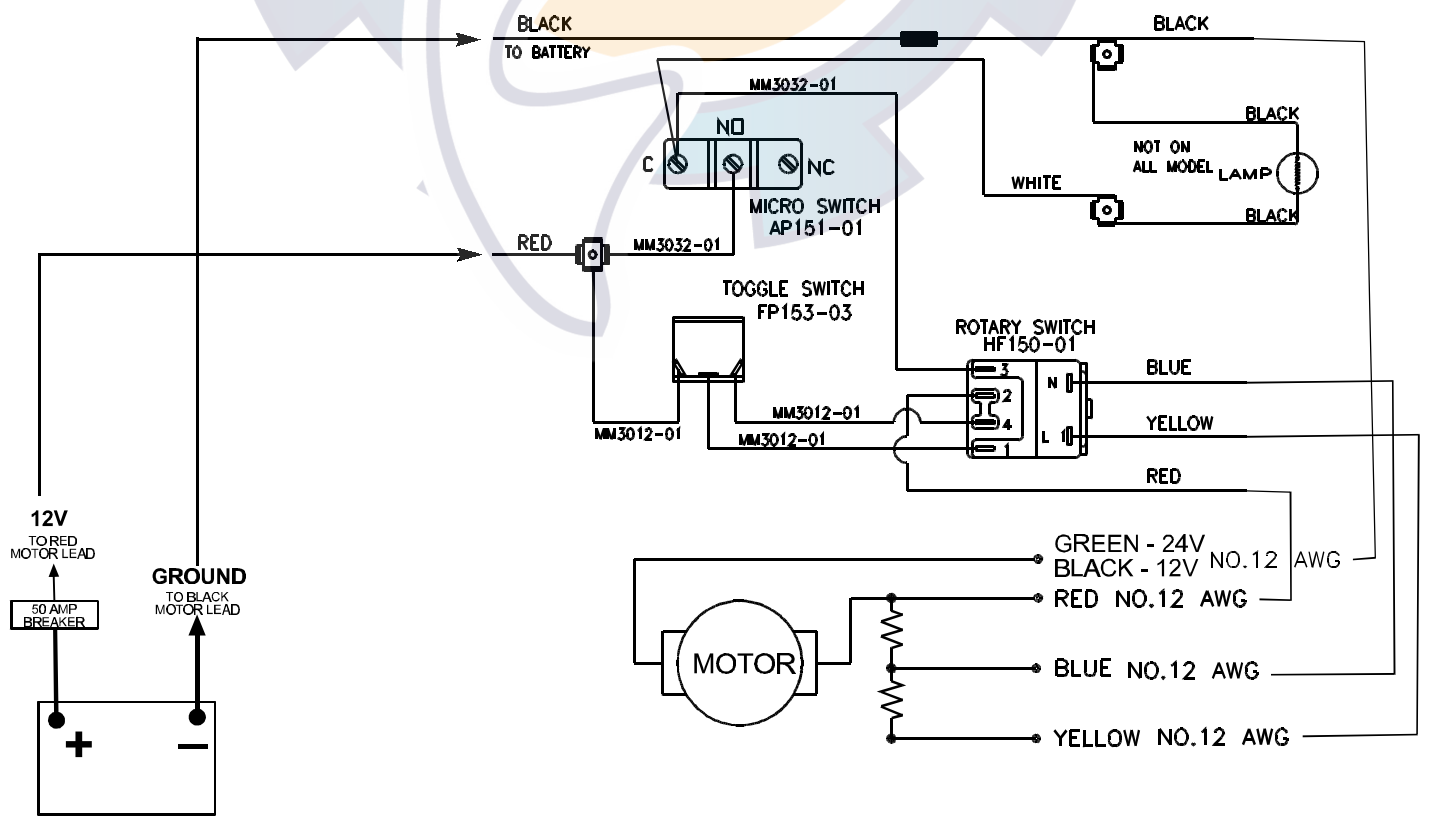 BLACK
TO BATTERY
BLACK
MM3032-01
NO
C
NC
MICRO SWITCH
AP151-01
BLACK
NOT ON
ALL MODEL
LAMP
WHITE
BLACK
RED
MM3032-01
TOGGLE SWITCH
FP153-03
ROTARY SWITCH
HF150-01
3
2
4
1
N
L
BLUE
YELLOW
RED
MM3012-01
MM3012-01
MM3012-01
12V
TO RED
MOTOR LEAD
50 AMP
BREAKER
GROUND
TO BLACK
MOTOR LEAD
+
−
MOTOR
GREEN - 24V
BLACK - 12V
NO.12 AWG
RED NO.12 AWG
BLUE NO.12 AWG
YELLOW NO.12 AWG